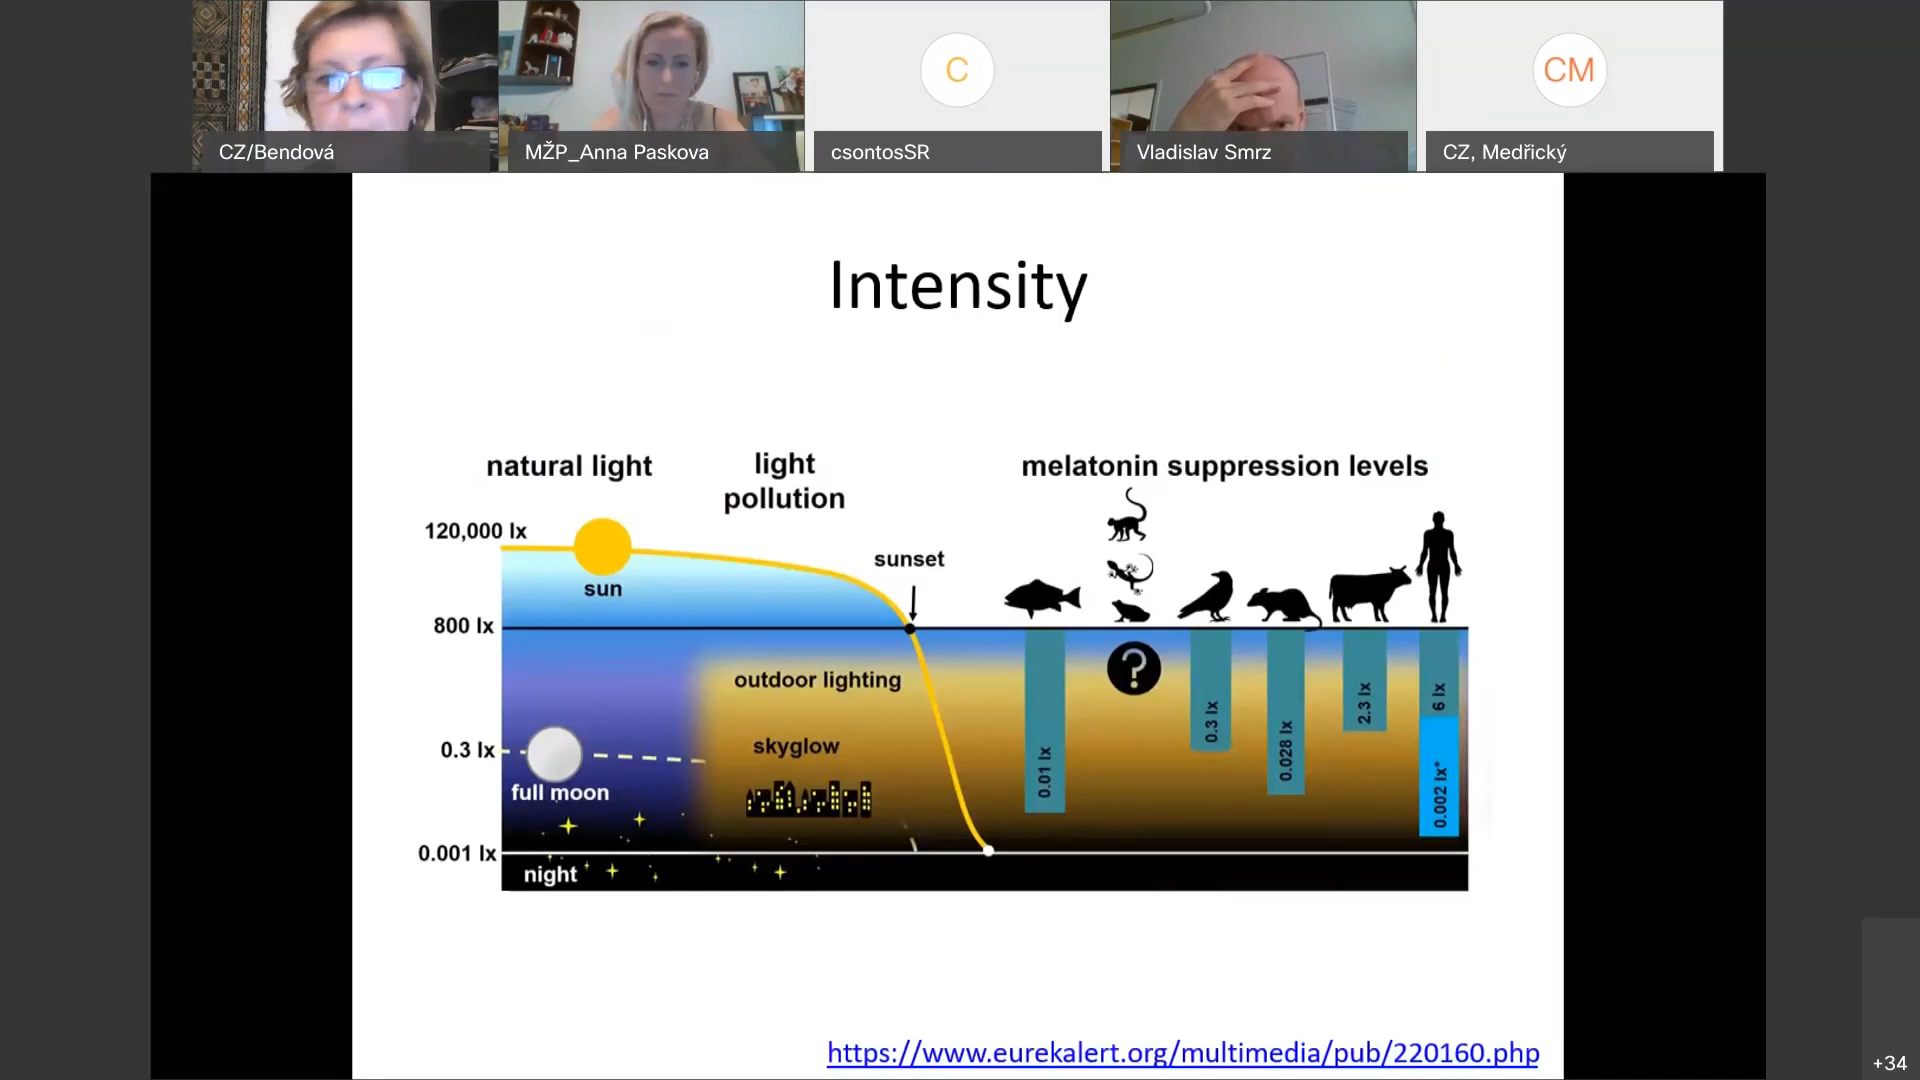 CZ/Bendová
MŽP_Anna Paskova
C
csontosSR
Vladislav Smrz
CM
CZ, Medřický
Intensity
natural light
light
pollution
melatonin suppression levels
120,000 lx
sun
sunset
800 lx
?
outdoor lighting
skyglow
0.3 lx
full moon
0.01 lx
0.3 lx
0.028 lx
2.3 lx
6 lx
0.002 lx*
0.001 lx
night
https://www.eurekalert.org/multimedia/pub/220160.php
+34